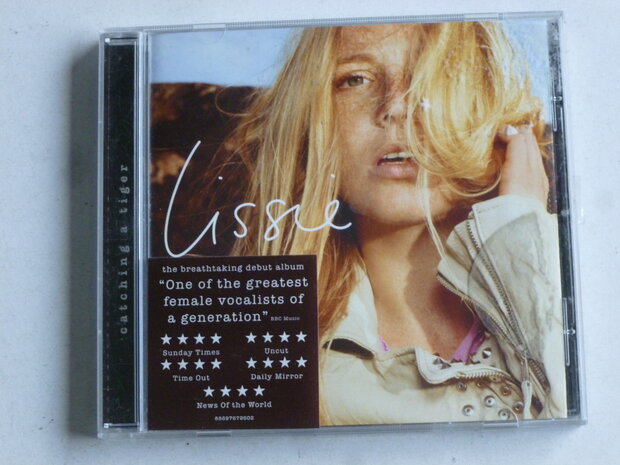 catching a tiger
Lissie
the breathtaking debut album
“One of the greatest
female vocalists of
a generation” BBC Music
★★★★ ★★★★
Sunday Times Uncut
★★★★ ★★★★
Time Out Daily Mirror
★★★★
News Of the World
88697679602